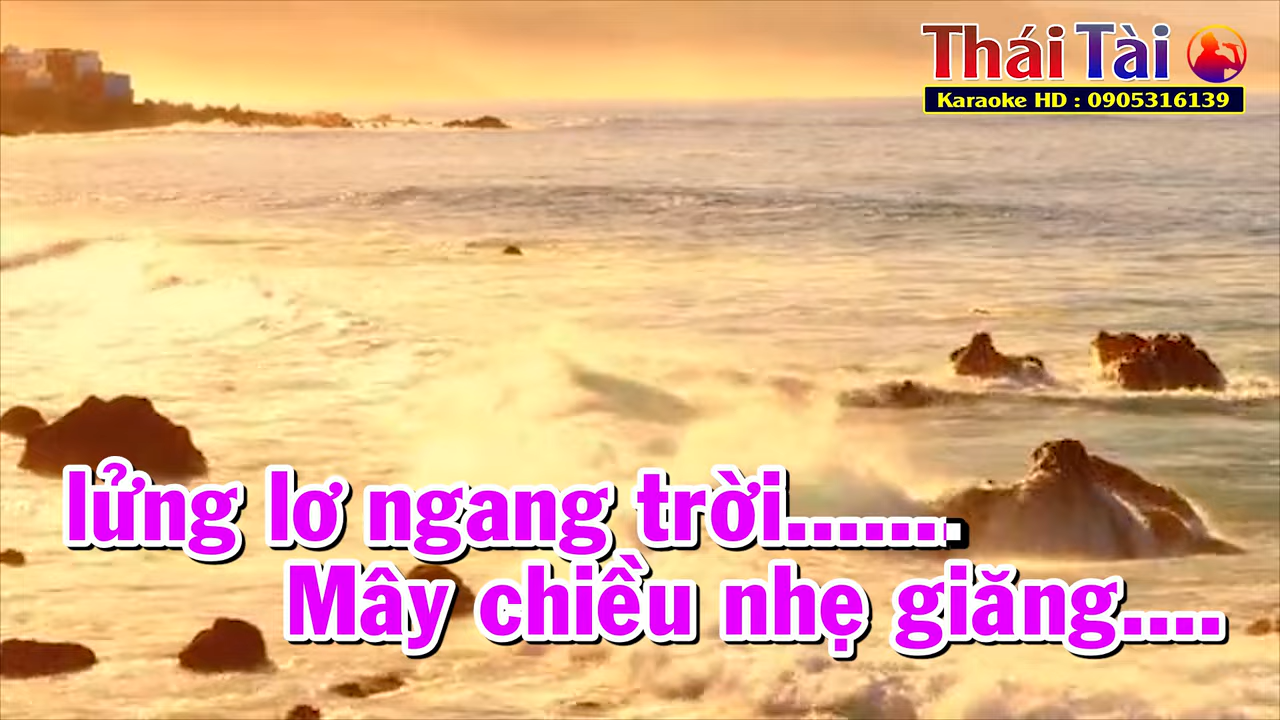 Thái Tài
Karaoke HD : 0905316139
lửng lơ ngang trời.......
Mây chiều nhẹ giăng....